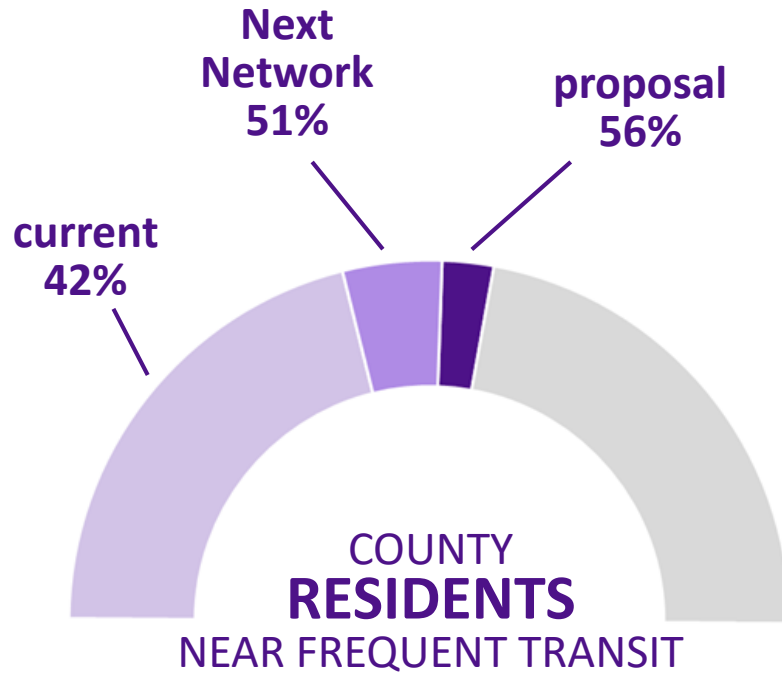 Next
Network
51%
proposal
56%
current
42%
COUNTY
RESIDENTS
NEAR FREQUENT TRANSIT